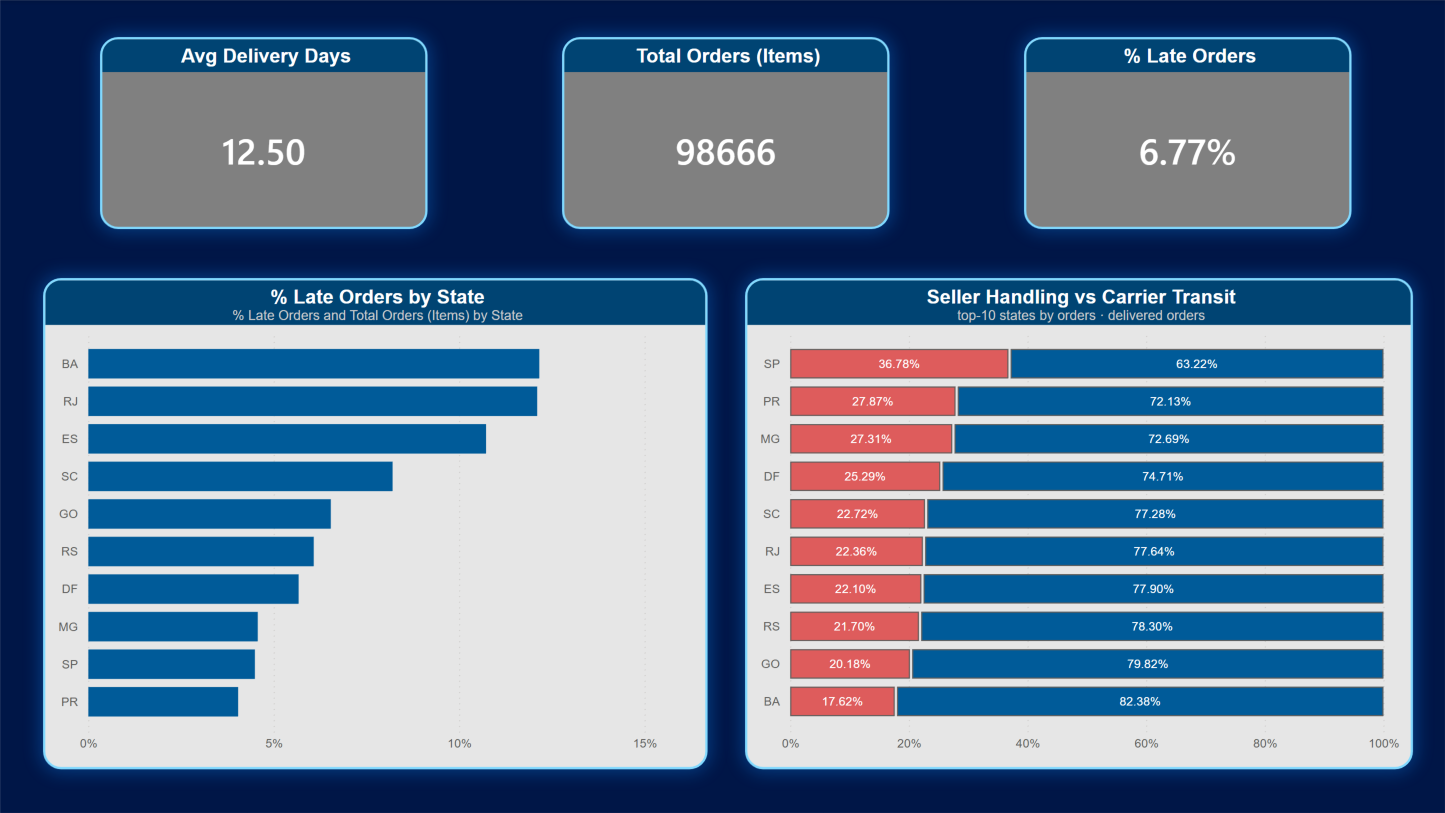 Avg Delivery Days
12.50
Total Orders (Items)
98666
% Late Orders
6.77%
% Late Orders by State
% Late Orders and Total Orders (Items) by State
BA
RJ
ES
SC
GO
RS
DF
MG
SP
PR
0% 5% 10% 15%
Seller Handling vs Carrier Transit
top-10 states by orders · delivered orders
SP 36.78% 63.22%
PR 27.87% 72.13%
MG 27.31% 72.69%
DF 25.29% 74.71%
SC 22.72% 77.28%
RJ 22.36% 77.64%
ES 22.10% 77.90%
RS 21.70% 78.30%
GO 20.18% 79.82%
BA 17.62% 82.38%
0% 20% 40% 60% 80% 100%